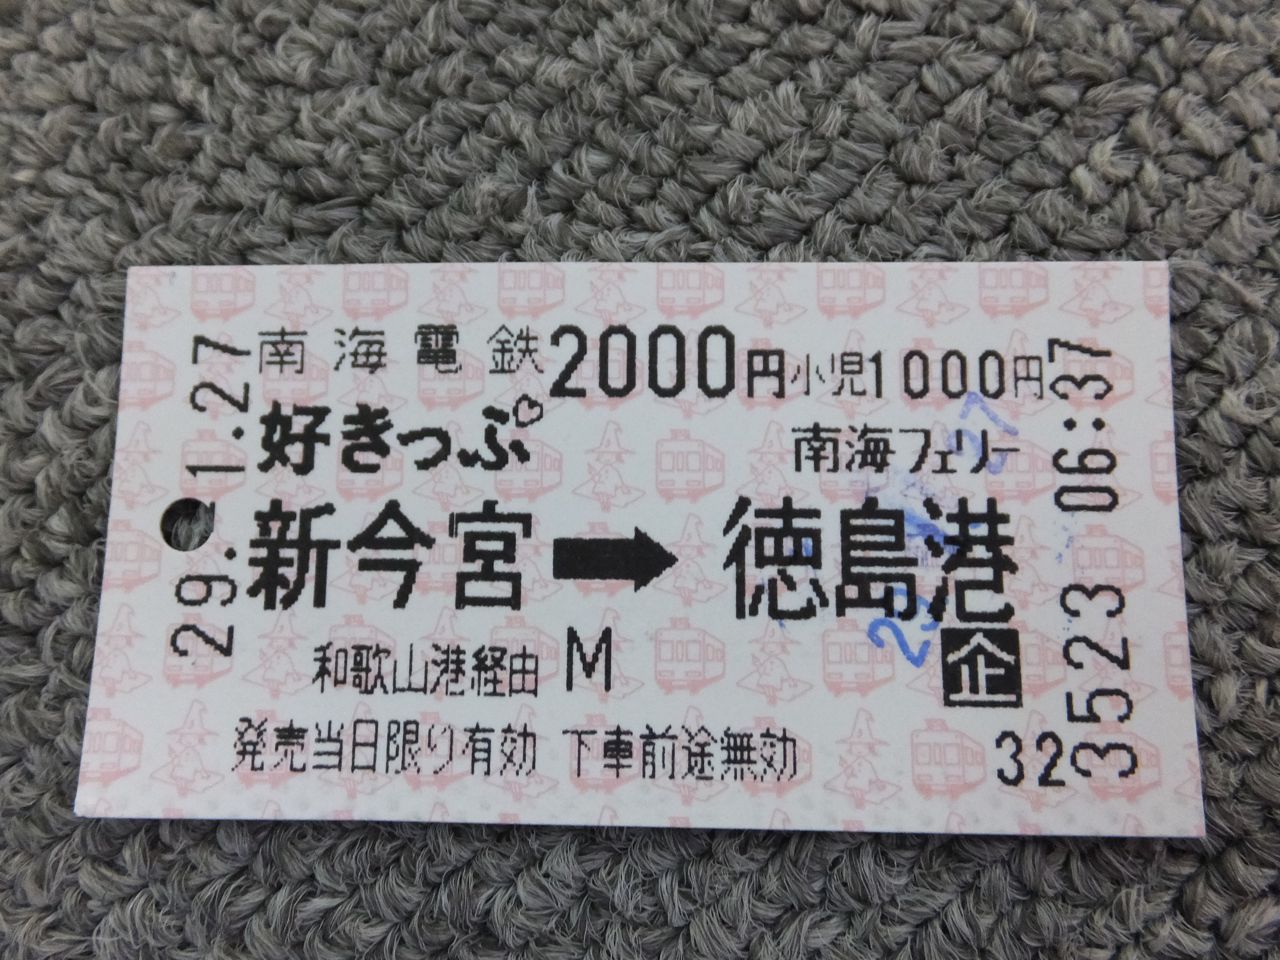 29.-1.27
南海電鉄 2000円 小児1000円
好きっぷ
南海フェリー
新今宮➡徳島港
和歌山港経由 M
企
発売当日限り有効 下車前途無効
32
3523 06:37